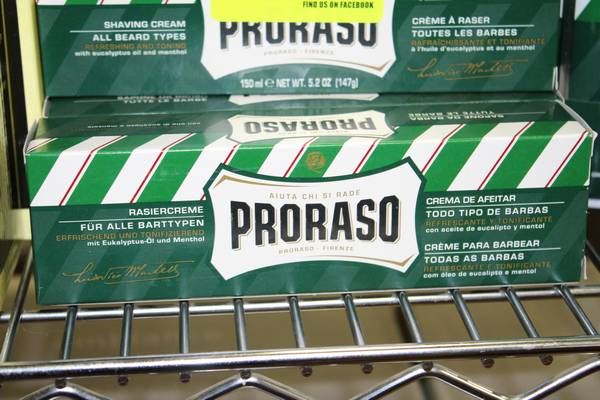 FIND US ON FACEBOOK
SHAVING CREAM
ALL BEARD TYPES
REFRESHING AND TONING
with eucalyptus oil and menthol
PRORASO
PRORASO - FIRENZE
150 ml e NET WT. 5.2 OZ (147g)
CRÈME À RASER
TOUTES LES BARBES
RAFRAÎCHISSANTE ET TONIFIANTE
à l'huile d'eucalyptus et au menthol
PRORASO
RASIERCREME
FÜR ALLE BARTTYPEN
ERFRISCHEND UND TONIFIZIEREND
mit Eukalyptus-Öl und Menthol
AIUTA CHI SI RADE
PRORASO
PRORASO - FIRENZE
CREMA DE AFEITAR
TODO TIPO DE BARBAS
REFRESCANTE Y TONIFICANTE
con aceite de eucalipto y mentol
CRÈME PARA BARBEAR
TODAS AS BARBAS
REFRESCANTE E TONIFICANTE
com óleo de eucalipto e mentol